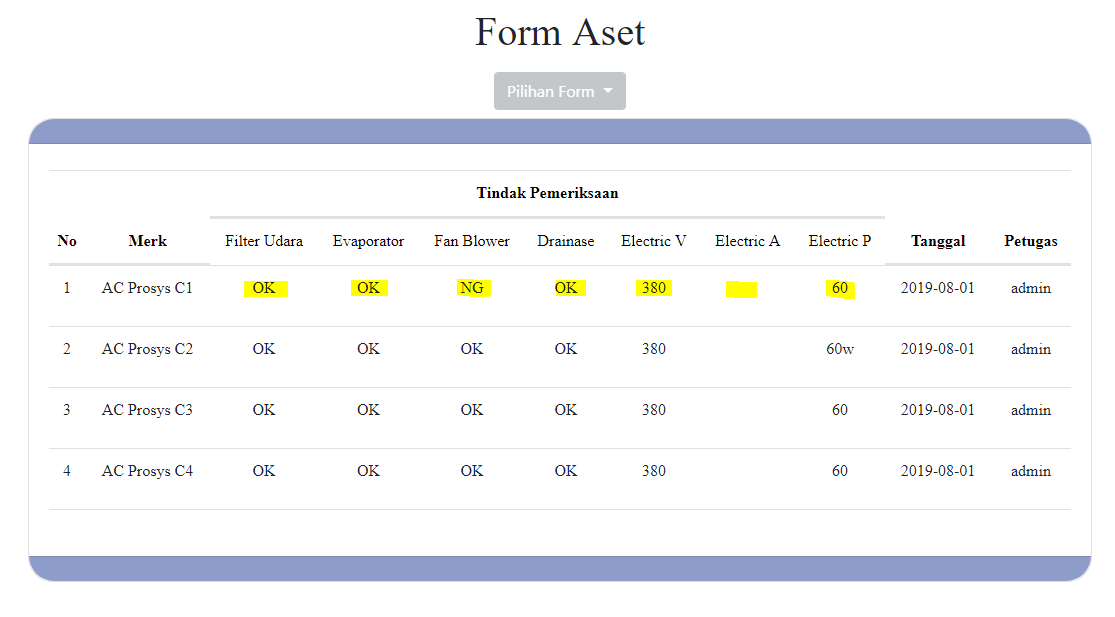 Form Aset
Pilihan Form
Tindak Pemeriksaan
No Merk Filter Udara Evaporator Fan Blower Drainase Electric V Electric A Electric P Tanggal Petugas
1 AC Prosys C1 OK OK NG OK 380 60 2019-08-01 admin
2 AC Prosys C2 OK OK OK OK 380 60w 2019-08-01 admin
3 AC Prosys C3 OK OK OK OK 380 60 2019-08-01 admin
4 AC Prosys C4 OK OK OK OK 380 60 2019-08-01 admin